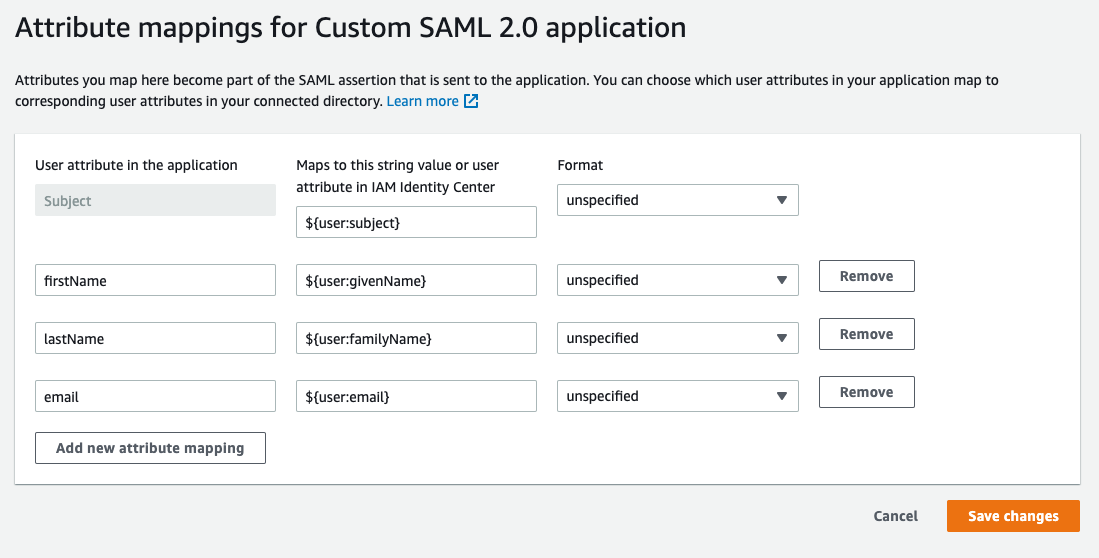 Attribute mappings for Custom SAML 2.0 application
Attributes you map here become part of the SAML assertion that is sent to the application. You can choose which user attributes in your application map to
corresponding user attributes in your connected directory. Learn more
User attribute in the application
Maps to this string value or user
attribute in IAM Identity Center
Format
Subject
${user:subject}
unspecified
firstName
${user:givenName}
unspecified
Remove
lastName
${user:familyName}
unspecified
Remove
email
${user:email}
unspecified
Remove
Add new attribute mapping
Cancel
Save changes